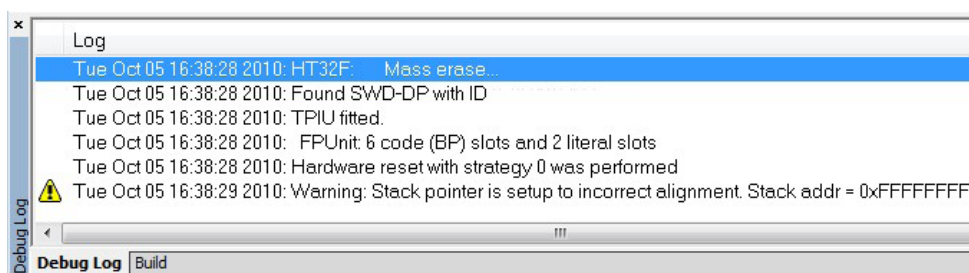 Log
Tue Oct 05 16:38:28 2010: HT32F: Mass erase...
Tue Oct 05 16:38:28 2010: Found SWD-DP with ID
Tue Oct 05 16:38:28 2010: TPIU fitted.
Tue Oct 05 16:38:28 2010: FPUnit: 6 code (BP) slots and 2 literal slots
Tue Oct 05 16:38:28 2010: Hardware reset with strategy 0 was performed
Tue Oct 05 16:38:29 2010: Warning: Stack pointer is setup to incorrect alignment. Stack addr = 0xFFFFFFFF
Debug Log
Debug Log Build